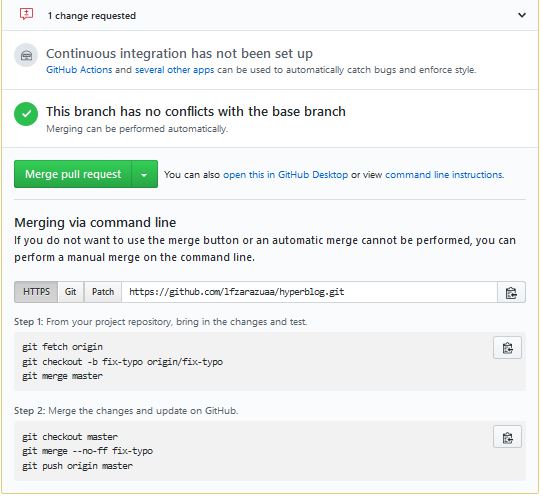 1 change requested
Continuous integration has not been set up
GitHub Actions and several other apps can be used to automatically catch bugs and enforce style.
This branch has no conflicts with the base branch
Merging can be performed automatically.
Merge pull request
You can also open this in GitHub Desktop or view command line instructions.
Merging via command line
If you do not want to use the merge button or an automatic merge cannot be performed, you can
perform a manual merge on the command line.
HTTPS Git Patch https://github.com/lfzarazuaa/hyperblog.git
Step 1: From your project repository, bring in the changes and test.
git fetch origin
git checkout -b fix-typo origin/fix-typo
git merge master
Step 2: Merge the changes and update on GitHub.
git checkout master
git merge --no-ff fix-typo
git push origin master